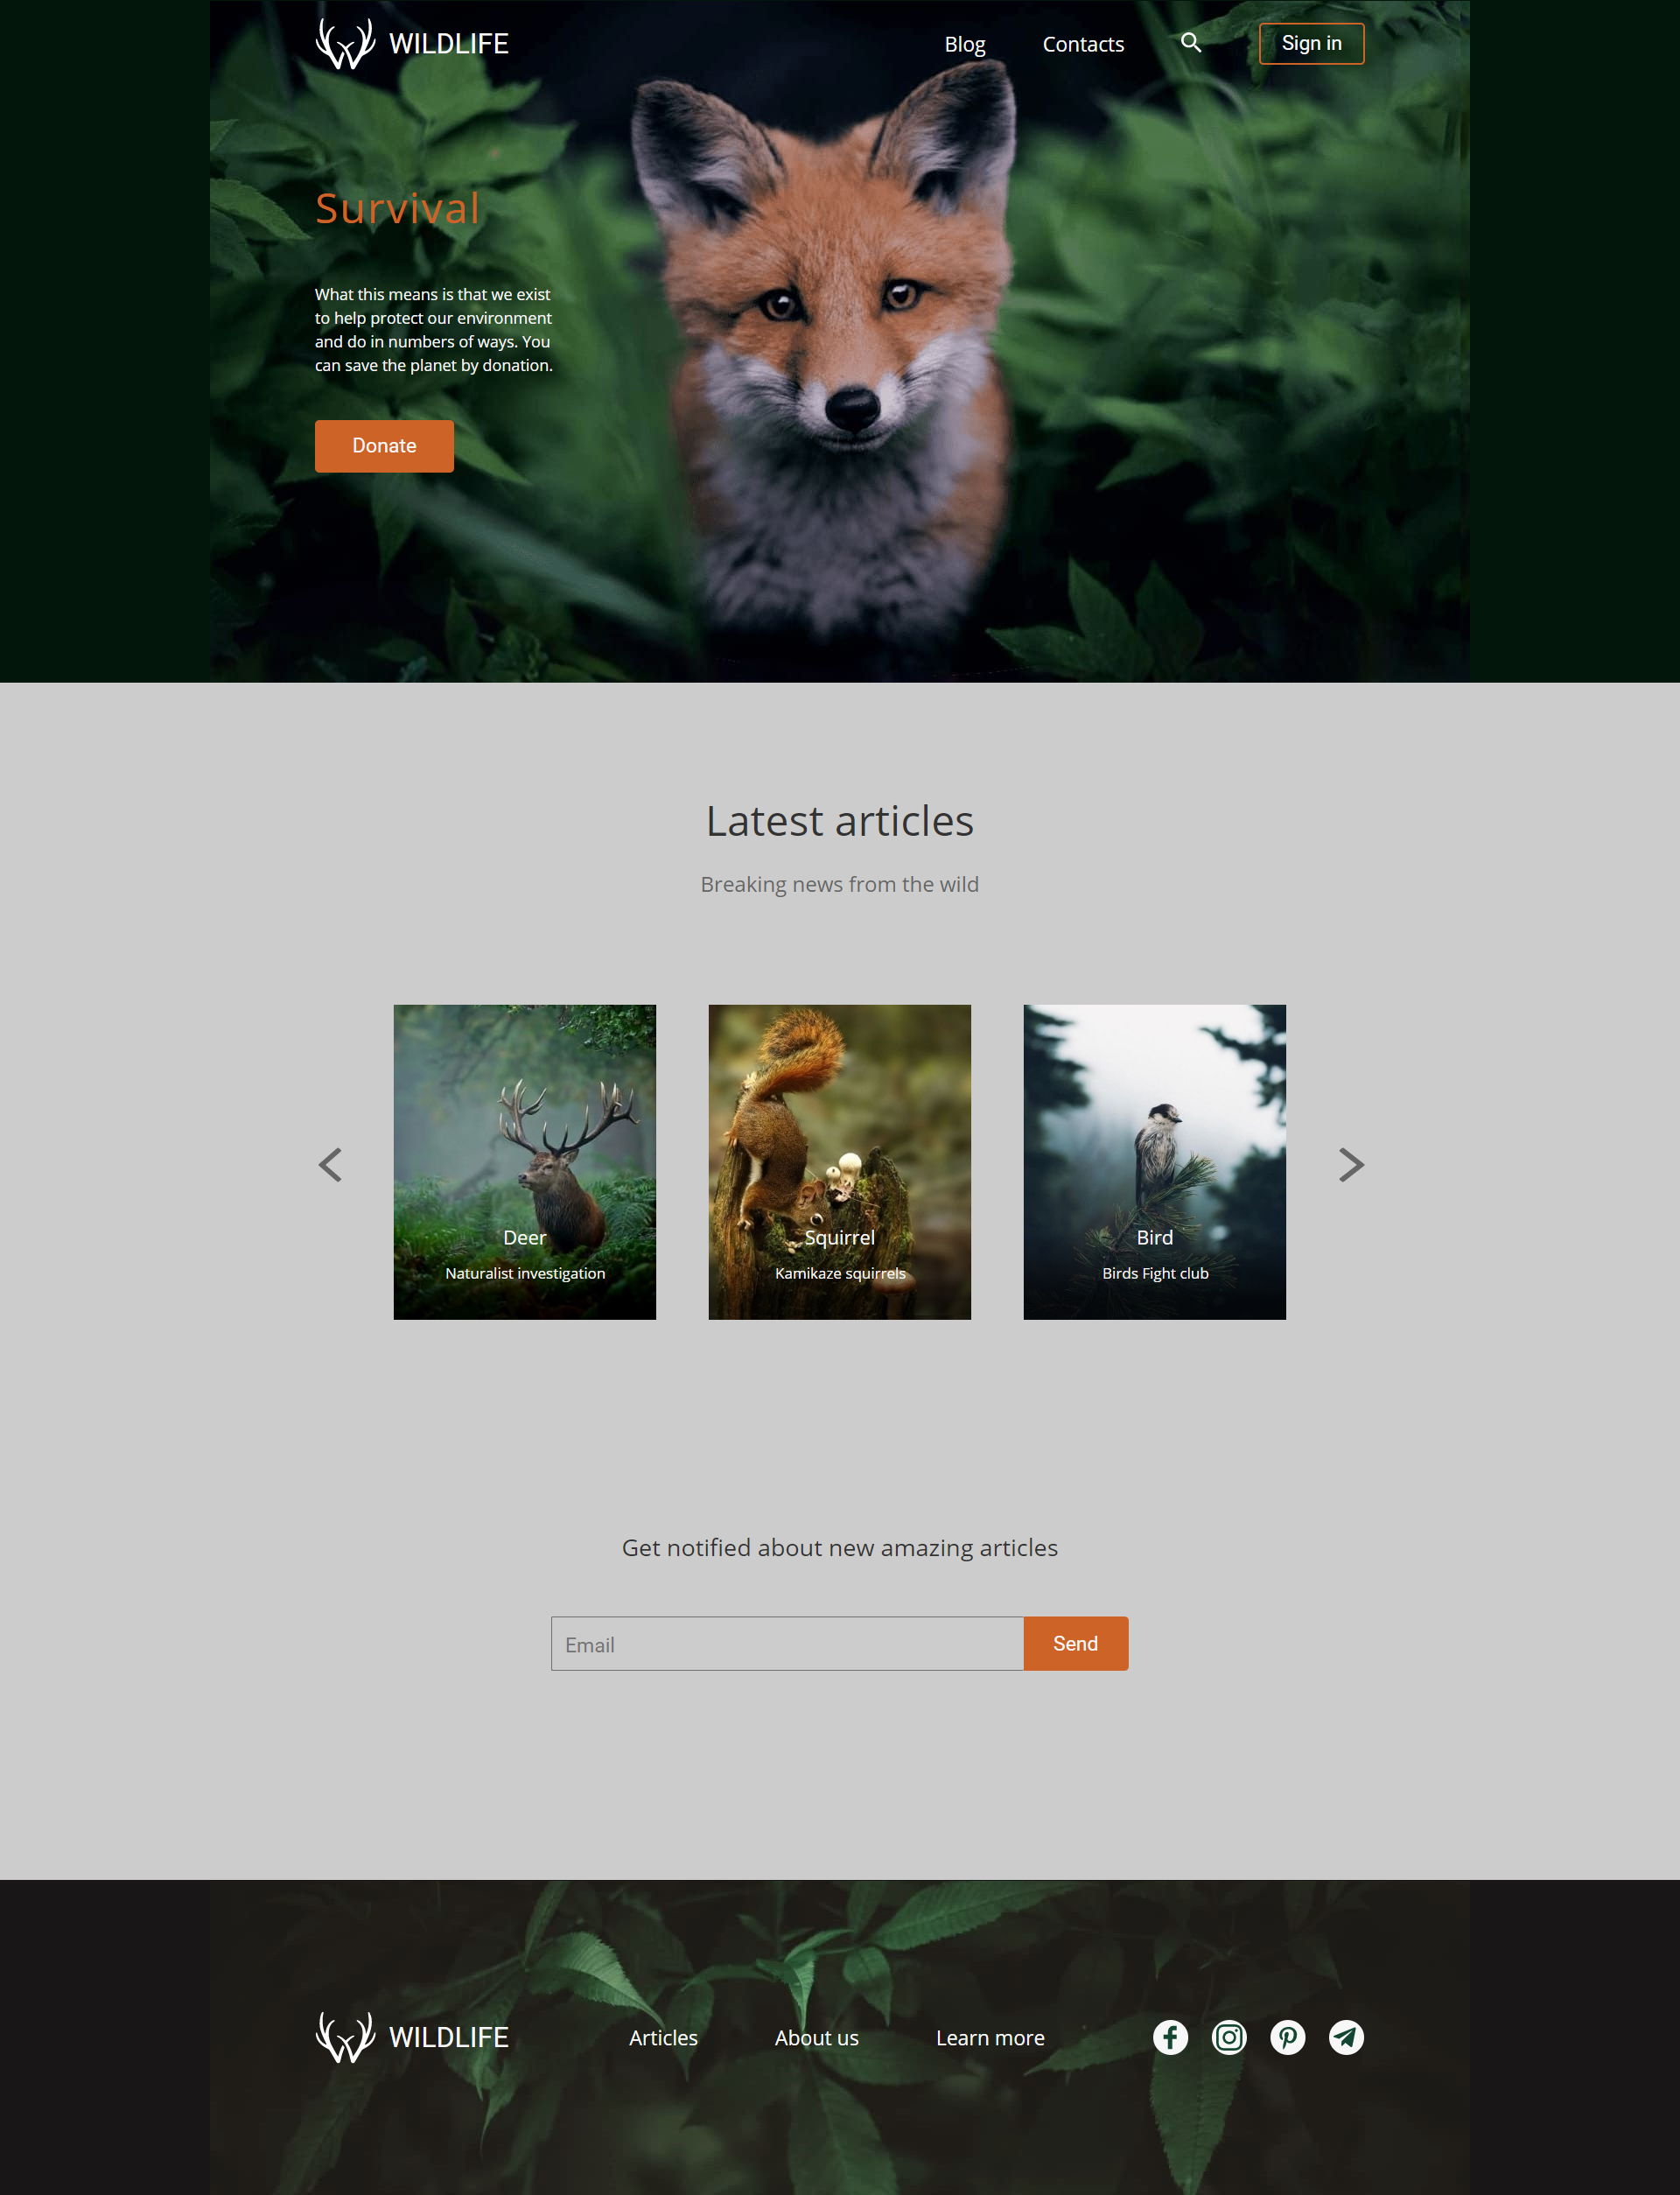 WILDLIFE
Blog
Contacts
Sign in
Survival
What this means is that we exist
to help protect our environment
and do in numbers of ways. You
can save the planet by donation.
Donate
Latest articles
Breaking news from the wild
Deer
Naturalist investigation
Squirrel
Kamikaze squirrels
Bird
Birds Fight club
Get notified about new amazing articles
Email
Send
WILDLIFE
Articles
About us
Learn more